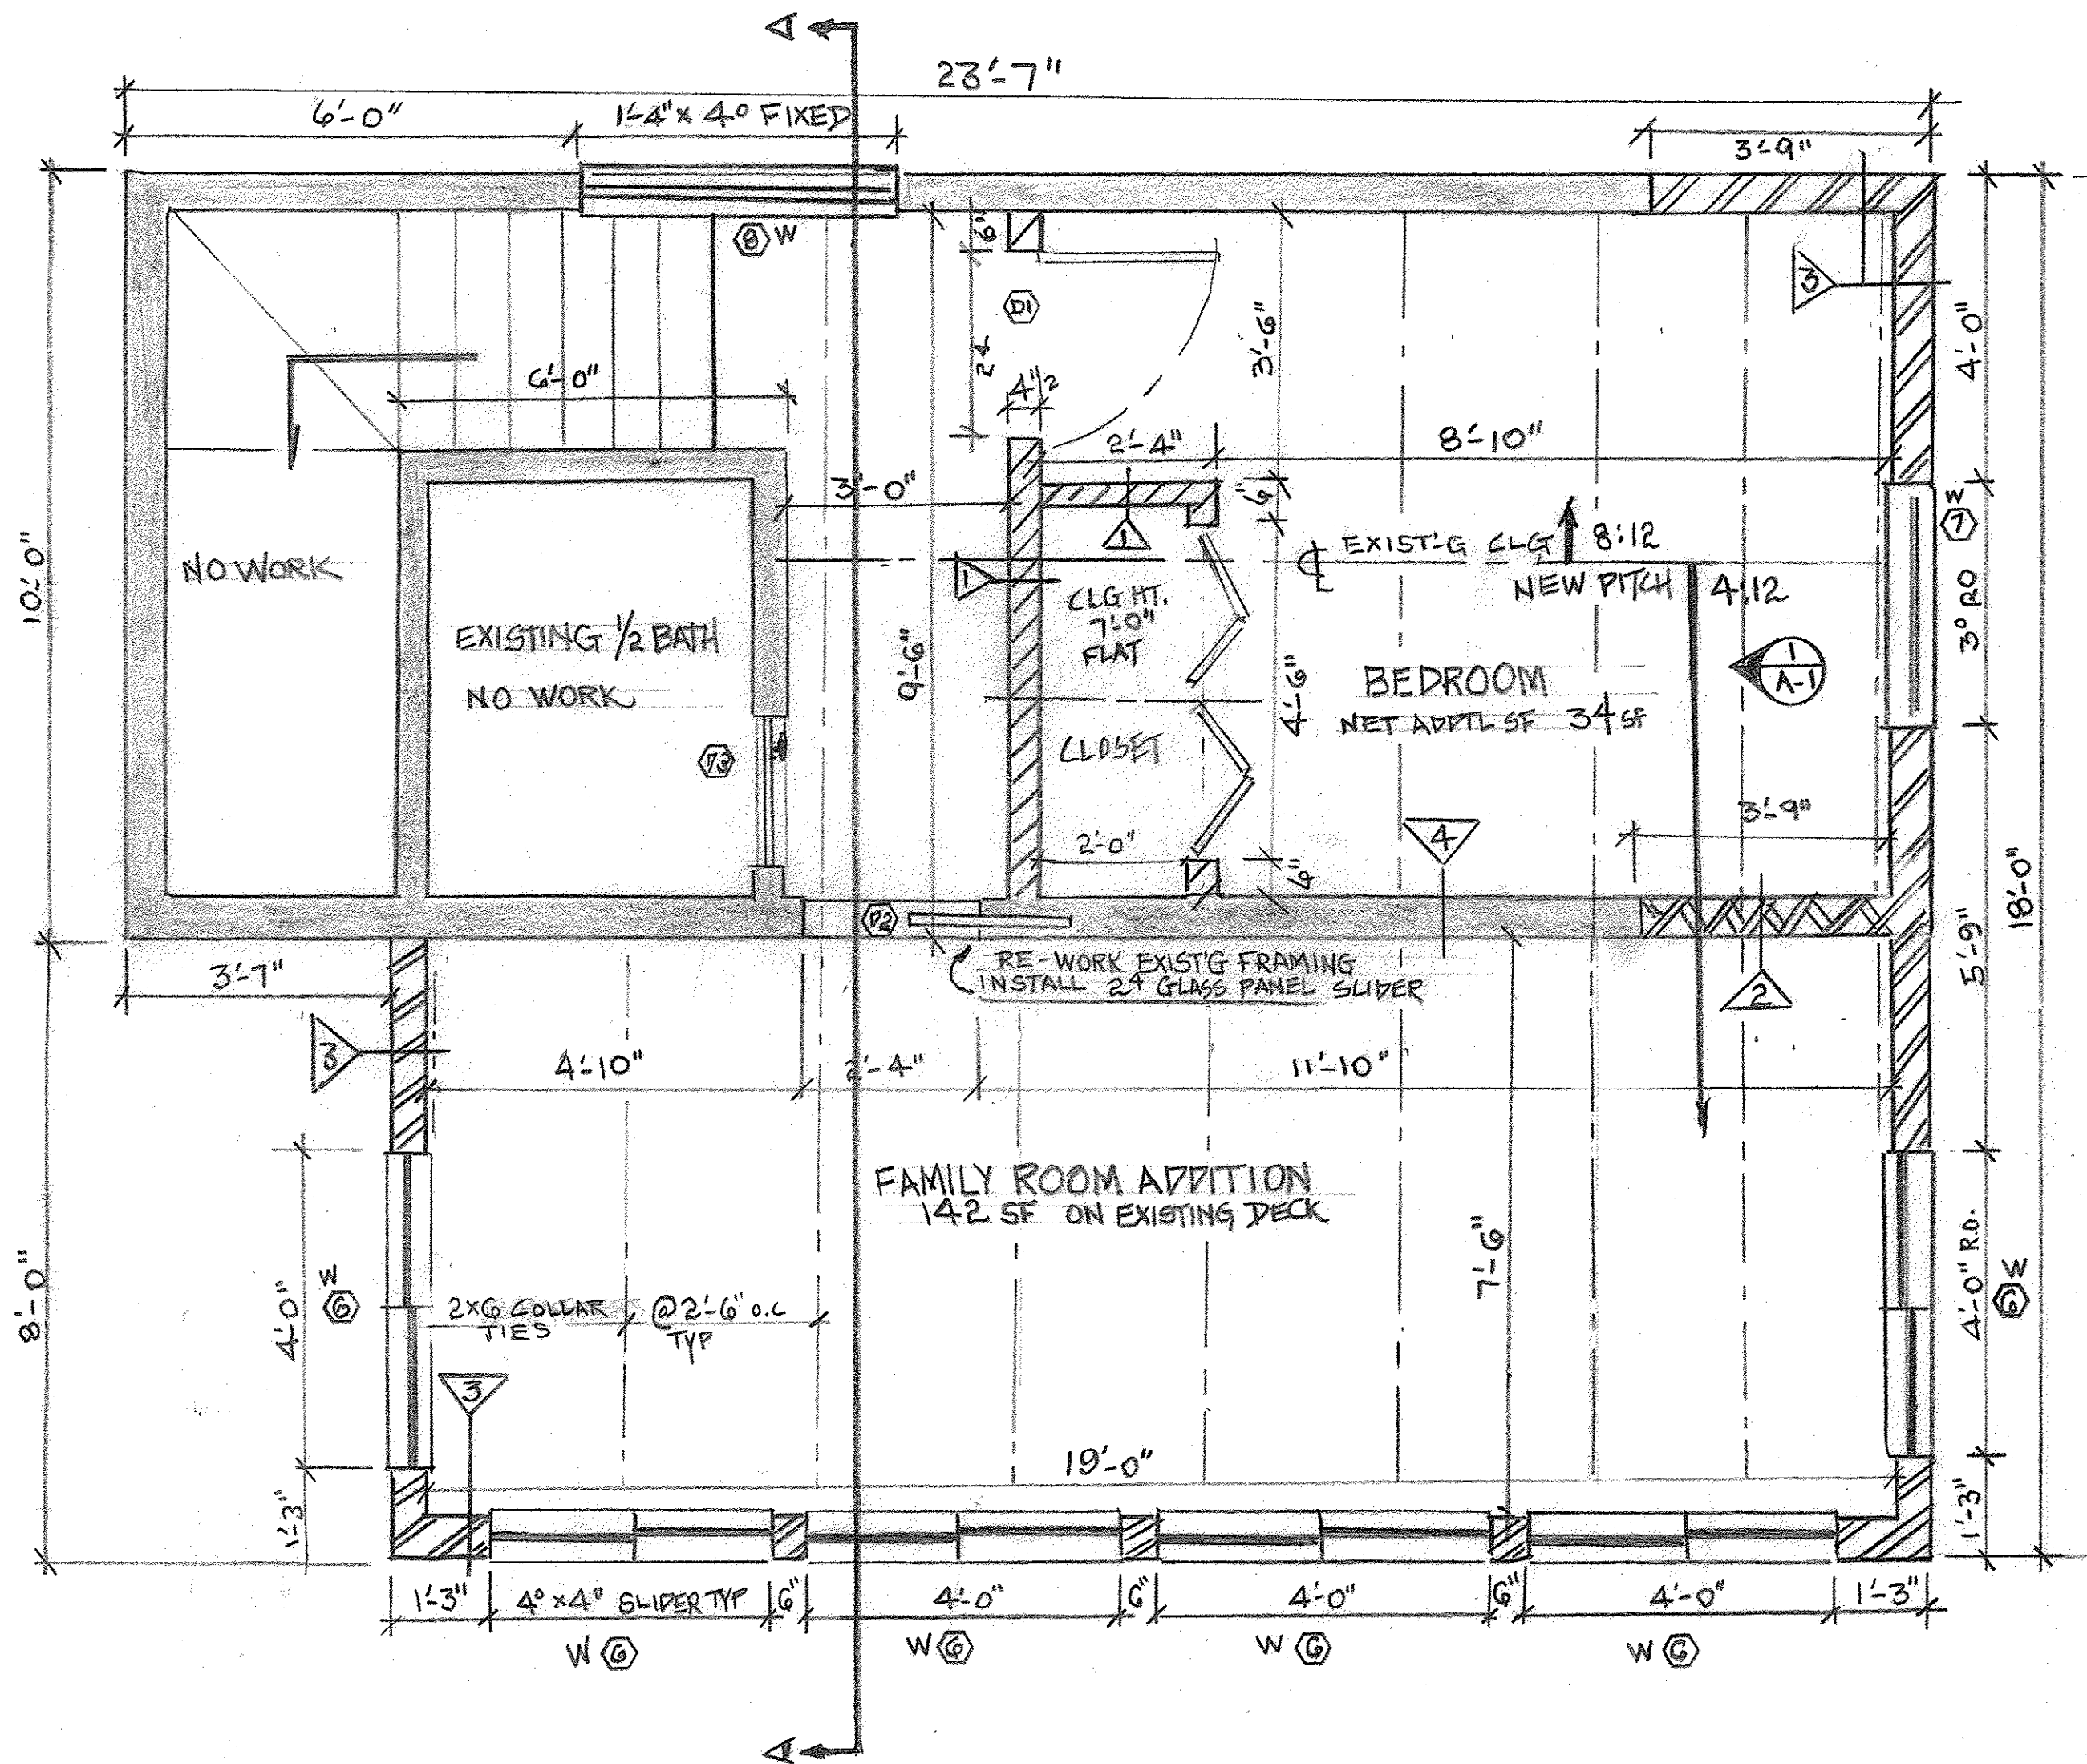 A
23'-7"
6'-0"
1'-4" x 4⁰ FIXED
3'-9"
8 W
6"
D1
3
24
3'-6"
4'-0"
6'-0"
4"½
2'-4"
8'-10"
3'-0"
6"
W
7
1
EXIST'G CLG 8:12
NEW PITCH 4:12
10'-0"
NO WORK
1
CLG HT.
7'-0"
FLAT
3⁰ RO
EXISTING ½ BATH
NO WORK
9'-6"
4'-6"
BEDROOM
NET ADDTL SF 34 SF
1
A-1
CLOSET
3'-9"
4
2'-0"
6"
18'-0"
D2
5'-9"
3'-7"
RE-WORK EXIST'G FRAMING
INSTALL 2⁴ GLASS PANEL SLIDER
2
3
4'-10"
2'-4"
11'-10"
FAMILY ROOM ADDITION
142 SF ON EXISTING DECK
7'-6"
8'-0"
4'-0"
W
6
2x6 COLLAR
TIES
@ 2'-6" O.C
TYP
4'-0" R.O.
6 W
3
19'-0"
1'-3"
1'-3"
1'-3"
4⁰ x 4⁰ SLIDER TYP
6"
4'-0"
6"
4'-0"
6"
4'-0"
1'-3"
W 6
W 6
W 6
W 6
A